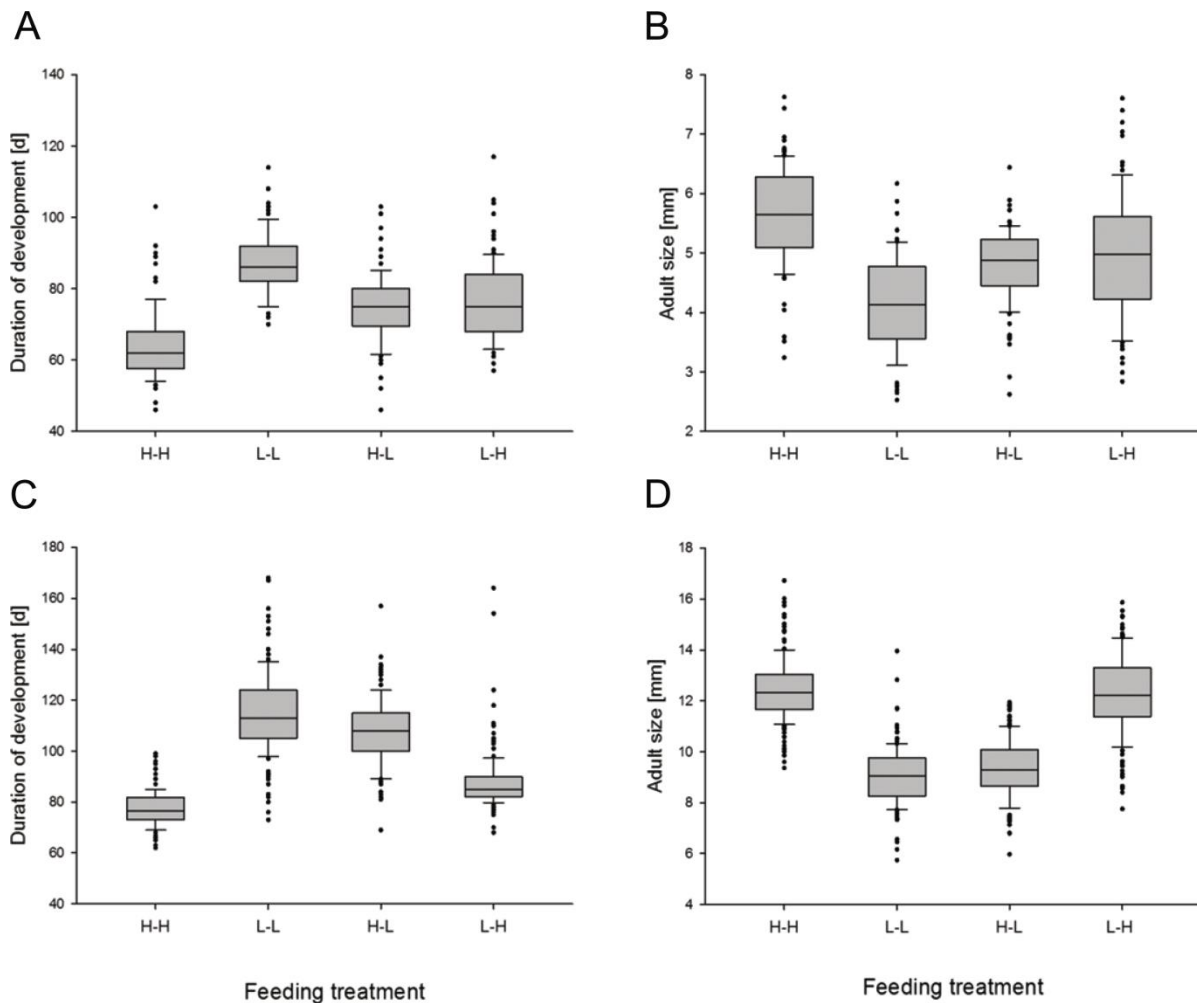 A
Duration of development [d]
140
120
100
80
60
40
H-H L-L H-L L-H
B
Adult size [mm]
8
7
6
5
4
3
2
H-H L-L H-L L-H
C
Duration of development [d]
180
160
140
120
100
80
60
40
H-H L-L H-L L-H
Feeding treatment
D
Adult size [mm]
18
16
14
12
10
8
6
4
H-H L-L H-L L-H
Feeding treatment